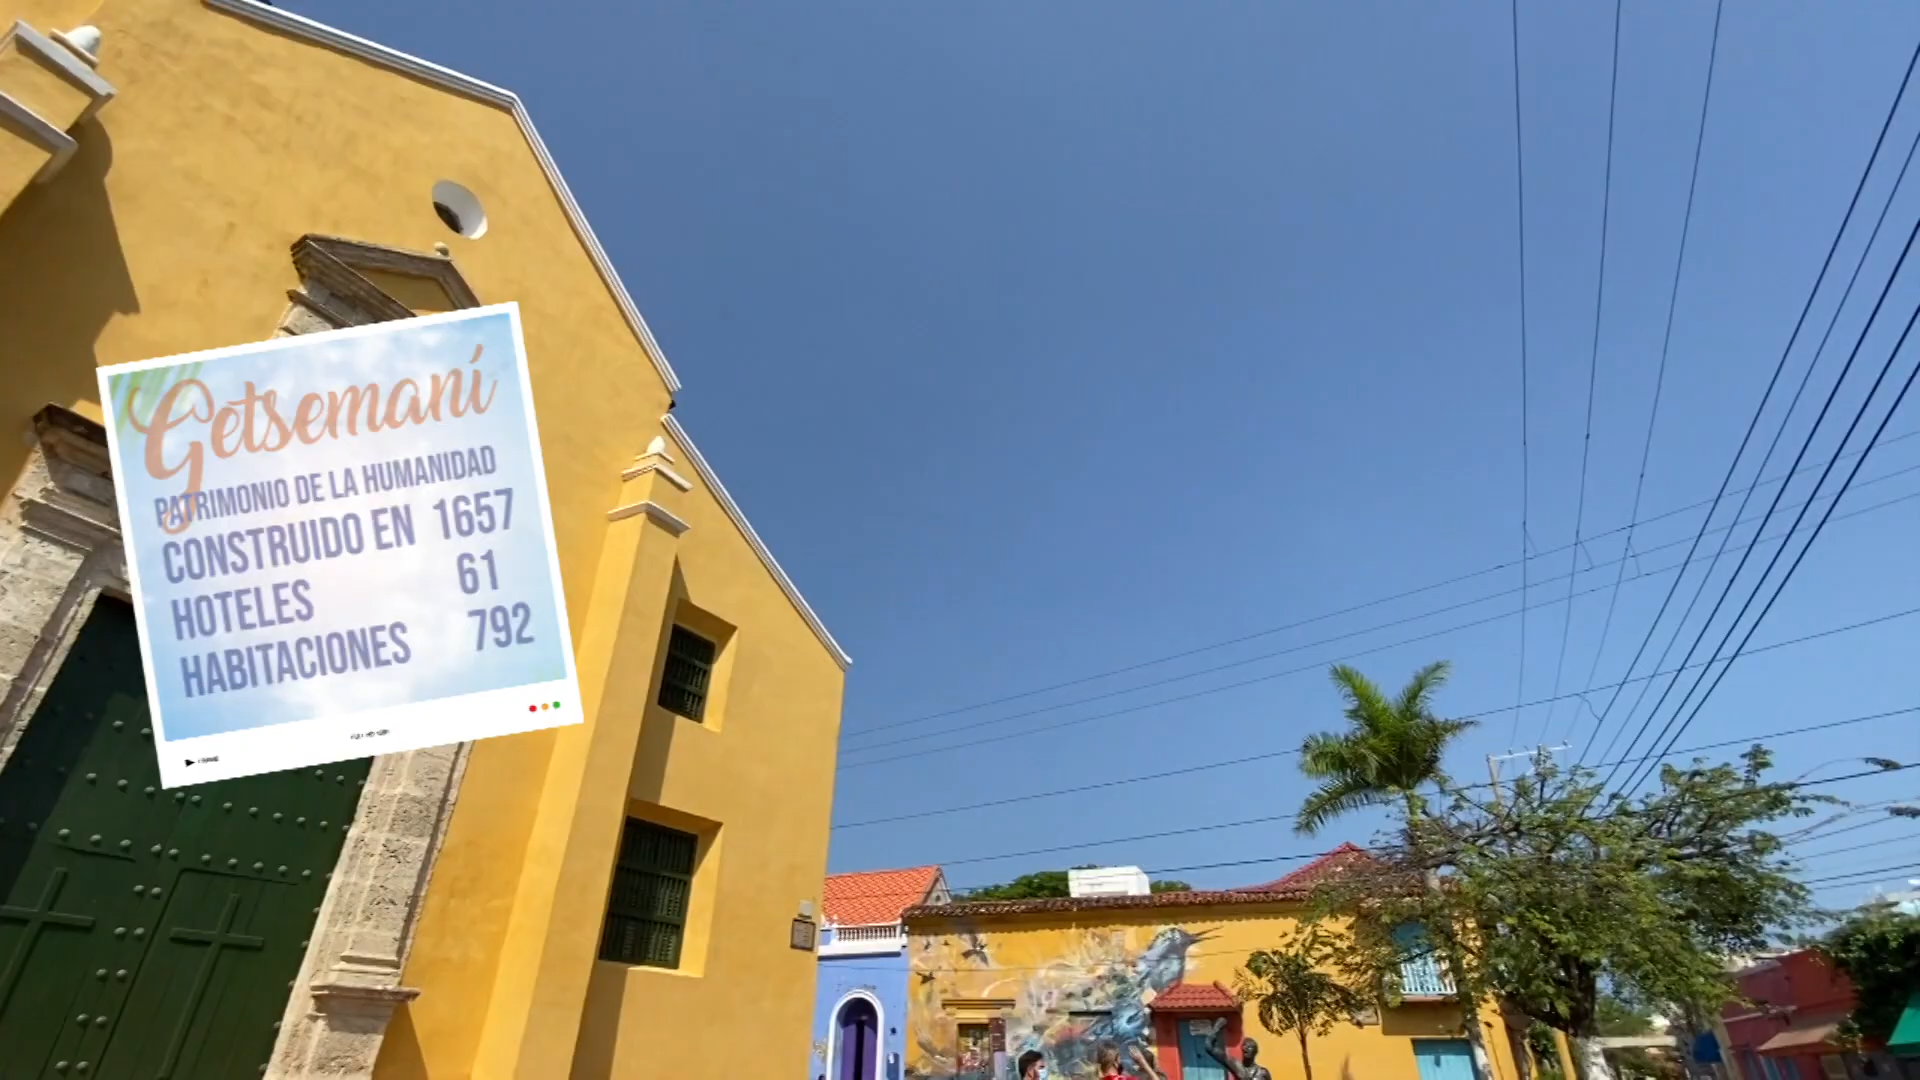 Getsemaní
PATRIMONIO DE LA HUMANIDAD
CONSTRUIDO EN 1657
HOTELES 61
HABITACIONES 792